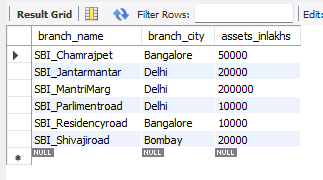 Result Grid Filter Rows: Edit:
branch_name branch_city assets_inlakhs
SBI_Chamrajpet Bangalore 50000
SBI_Jantarmantar Delhi 20000
SBI_MantriMarg Delhi 200000
SBI_Parlimentroad Delhi 10000
SBI_Residencyroad Bangalore 10000
SBI_Shivajiroad Bombay 20000
NULL NULL NULL